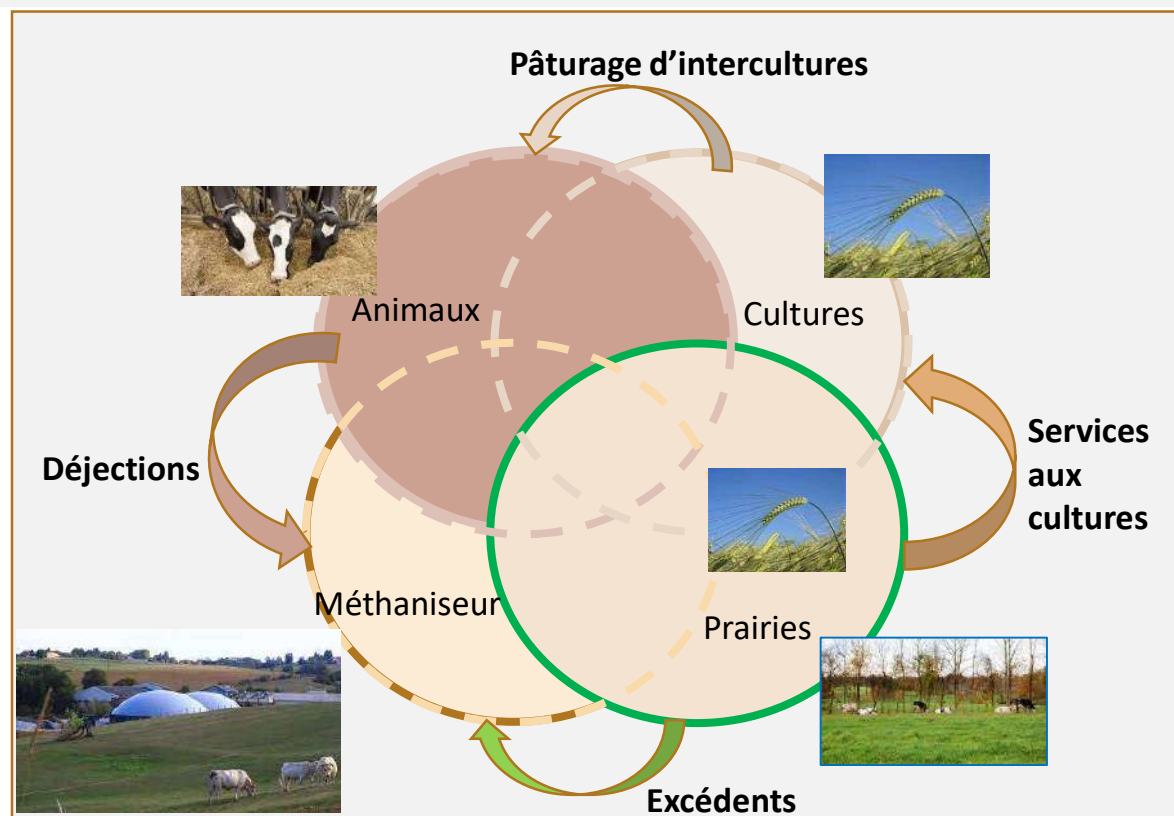 Pâturage d’intercultures
Animaux
Cultures
Déjections
Services
aux
cultures
Méthaniseur
Prairies
Excédents